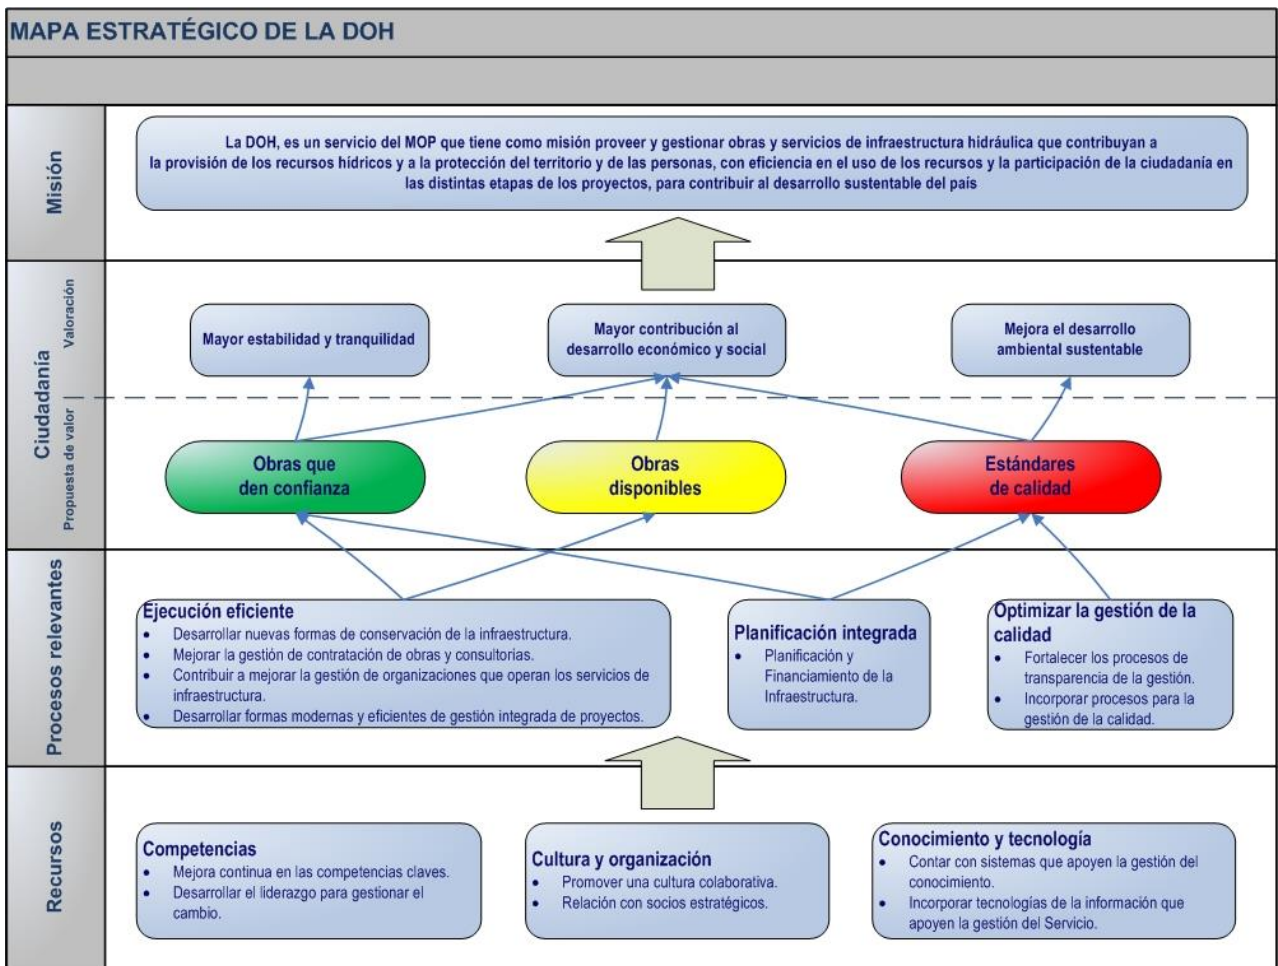 MAPA ESTRATÉGICO DE LA DOH
Misión
La DOH, es un servicio del MOP que tiene como misión proveer y gestionar obras y servicios de infraestructura hidráulica que contribuyan a
la provisión de los recursos hídricos y a la protección del territorio y de las personas, con eficiencia en el uso de los recursos y la participación de la ciudadanía en
las distintas etapas de los proyectos, para contribuir al desarrollo sustentable del país
Ciudadanía
Valoración
Mayor estabilidad y tranquilidad
Mayor contribución al
desarrollo económico y social
Mejora el desarrollo
ambiental sustentable
Propuesta de valor
Obras que
den confianza
Obras
disponibles
Estándares
de calidad
Procesos relevantes
Ejecución eficiente
• Desarrollar nuevas formas de conservación de la infraestructura.
• Mejorar la gestión de contratación de obras y consultorías.
• Contribuir a mejorar la gestión de organizaciones que operan los servicios de
infraestructura.
• Desarrollar formas modernas y eficientes de gestión integrada de proyectos.
Planificación integrada
• Planificación y
Financiamiento de la
Infraestructura.
Optimizar la gestión de la
calidad
• Fortalecer los procesos de
transparencia de la gestión.
• Incorporar procesos para la
gestión de la calidad.
Recursos
Competencias
• Mejora continua en las competencias claves.
• Desarrollar el liderazgo para gestionar el
cambio.
Cultura y organización
• Promover una cultura colaborativa.
• Relación con socios estratégicos.
Conocimiento y tecnología
• Contar con sistemas que apoyen la gestión del
conocimiento.
• Incorporar tecnologías de la información que
apoyen la gestión del Servicio.